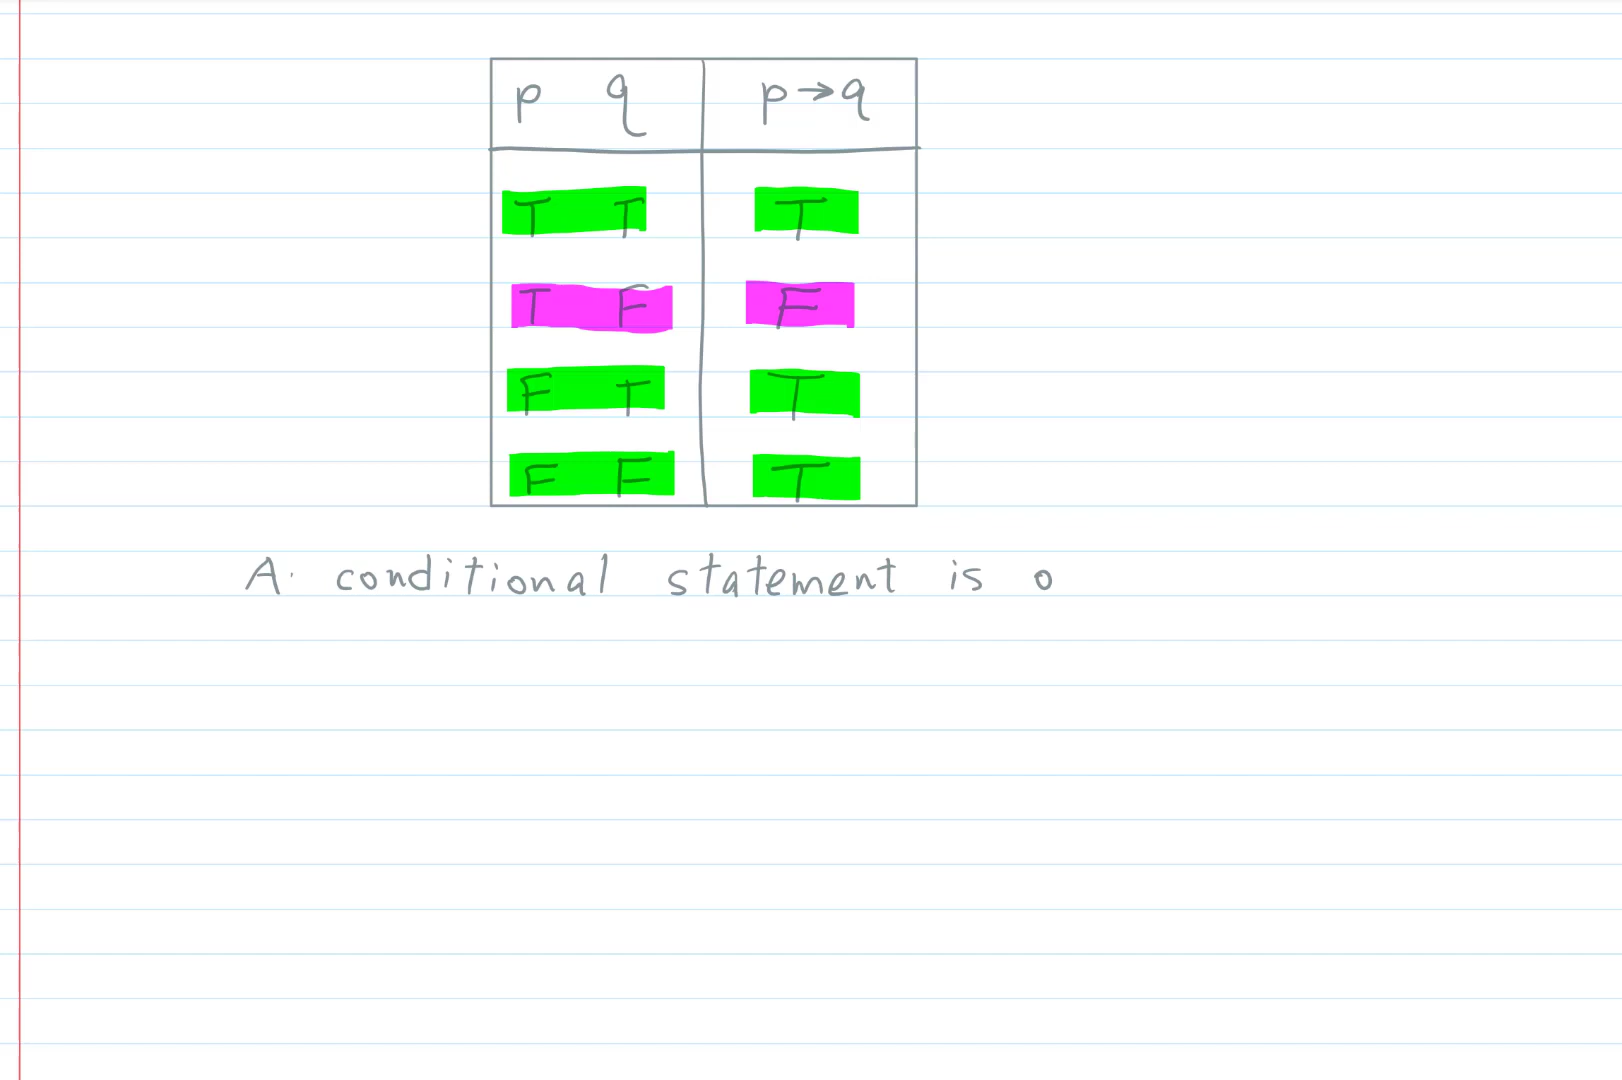 p q p→q
T T T
T F F
F T T
F F T
A conditional statement is o